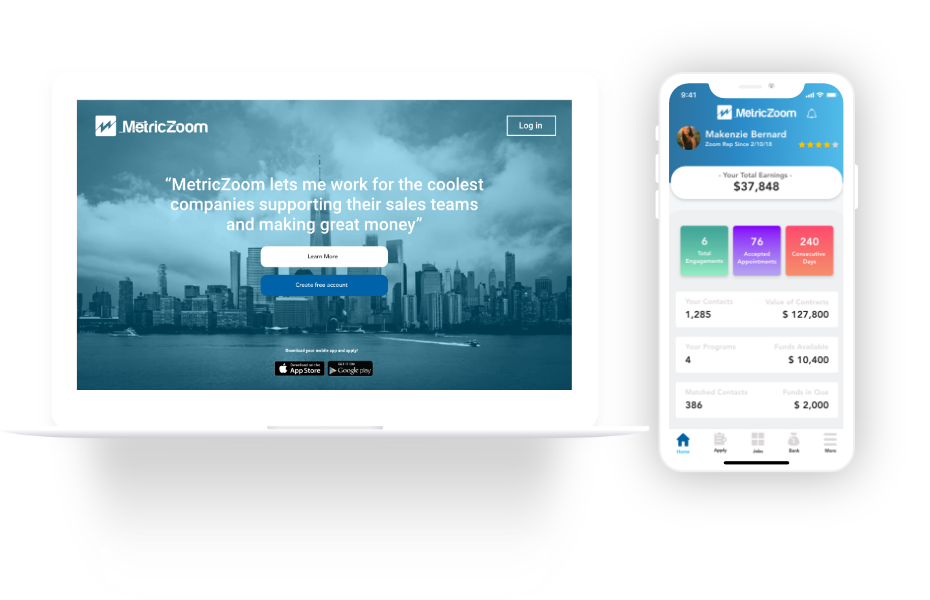 MetricZoom
Log in
“MetricZoom lets me work for the coolest
companies supporting their sales teams
and making great money”
Learn More
Create free account
Download your mobile app and apply!
Download on the
App Store
GET IT ON
Google play
9:41
MetricZoom
Makenzie Bernard
Zoom Rep Since 2/10/18
- Your Total Earnings -
$37,848
6
Total
Engagements
76
Accepted
Appointments
240
Consecutive
Days
Your Contacts
Value of Contracts
1,285
$ 127,800
Your Programs
Funds Available
4
$ 10,400
Matched Contacts
Funds in Que
386
$ 2,000
Home
Apply
Jobs
Bank
More